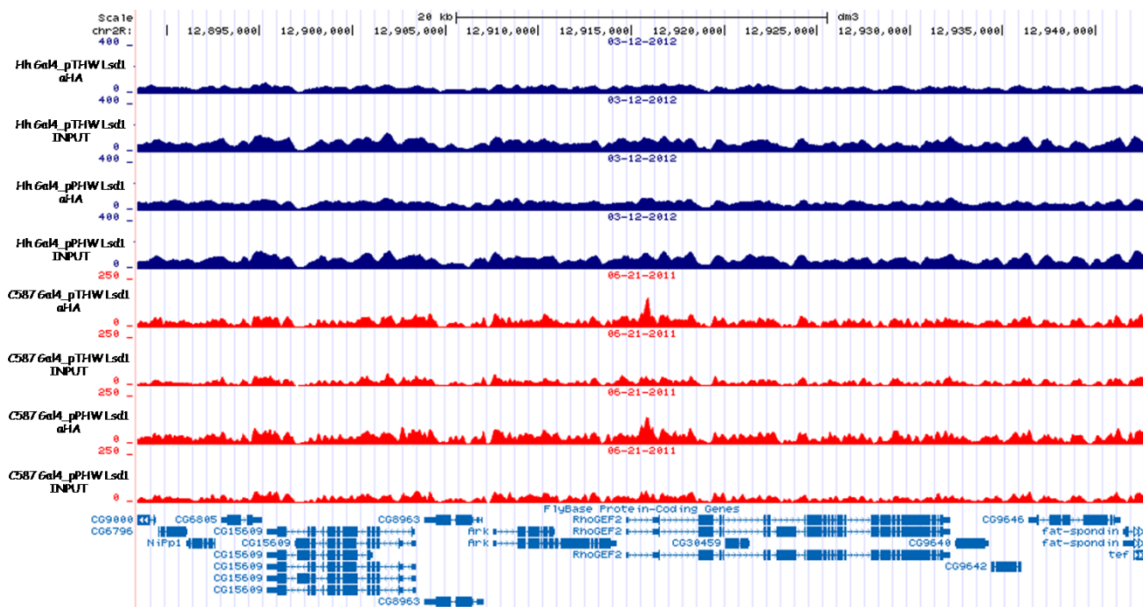 Scale 20 kb dm3
chr2R: 12,895,000 12,900,000 12,905,000 12,910,000 12,915,000 12,920,000 12,925,000 12,930,000 12,935,000 12,940,000
400 _ 03-12-2012
Hh Gal4_pTHW Lsd1
aHA
0 _
400 _ 03-12-2012
Hh Gal4_pTHW Lsd1
INPUT
0 _
400 _ 03-12-2012
Hh Gal4_pPHW Lsd1
aHA
0 _
400 _ 03-12-2012
Hh Gal4_pPHW Lsd1
INPUT
0 _
250 _ 06-21-2011
C587 Gal4_pTHW Lsd1
aHA
0 _
250 _ 06-21-2011
C587 Gal4_pTHW Lsd1
INPUT
0 _
250 _ 06-21-2011
C587 Gal4_pPHW Lsd1
aHA
0 _
250 _ 06-21-2011
C587 Gal4_pPHW Lsd1
INPUT
0 _
FlyBase Protein-Coding Genes
CG9000 CG6805 CG8963 RhoGEF2 CG9646
CG6796 CG15609 Ark RhoGEF2 fat-spondin
NiPp1 CG15609 Ark CG30459 CG9640 fat-spondin
CG15609 RhoGEF2 tef
CG15609 CG9642
CG15609
CG15609
CG8963